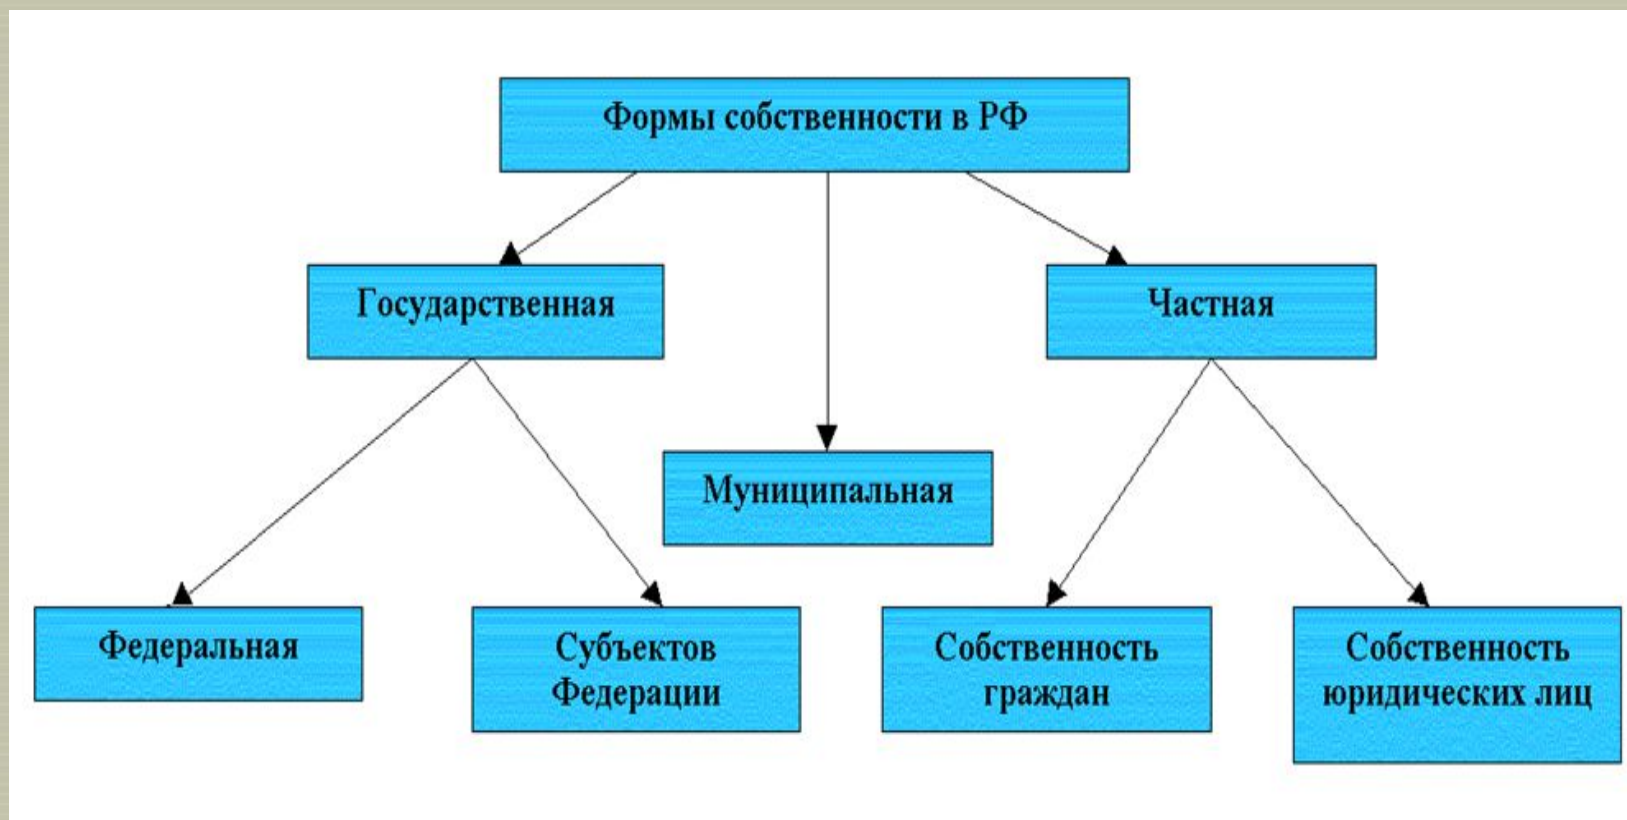 Формы собственности в РФ
Государственная
Частная
Муниципальная
Федеральная
Субъектов
Федерации
Собственность
граждан
Собственность
юридических лиц